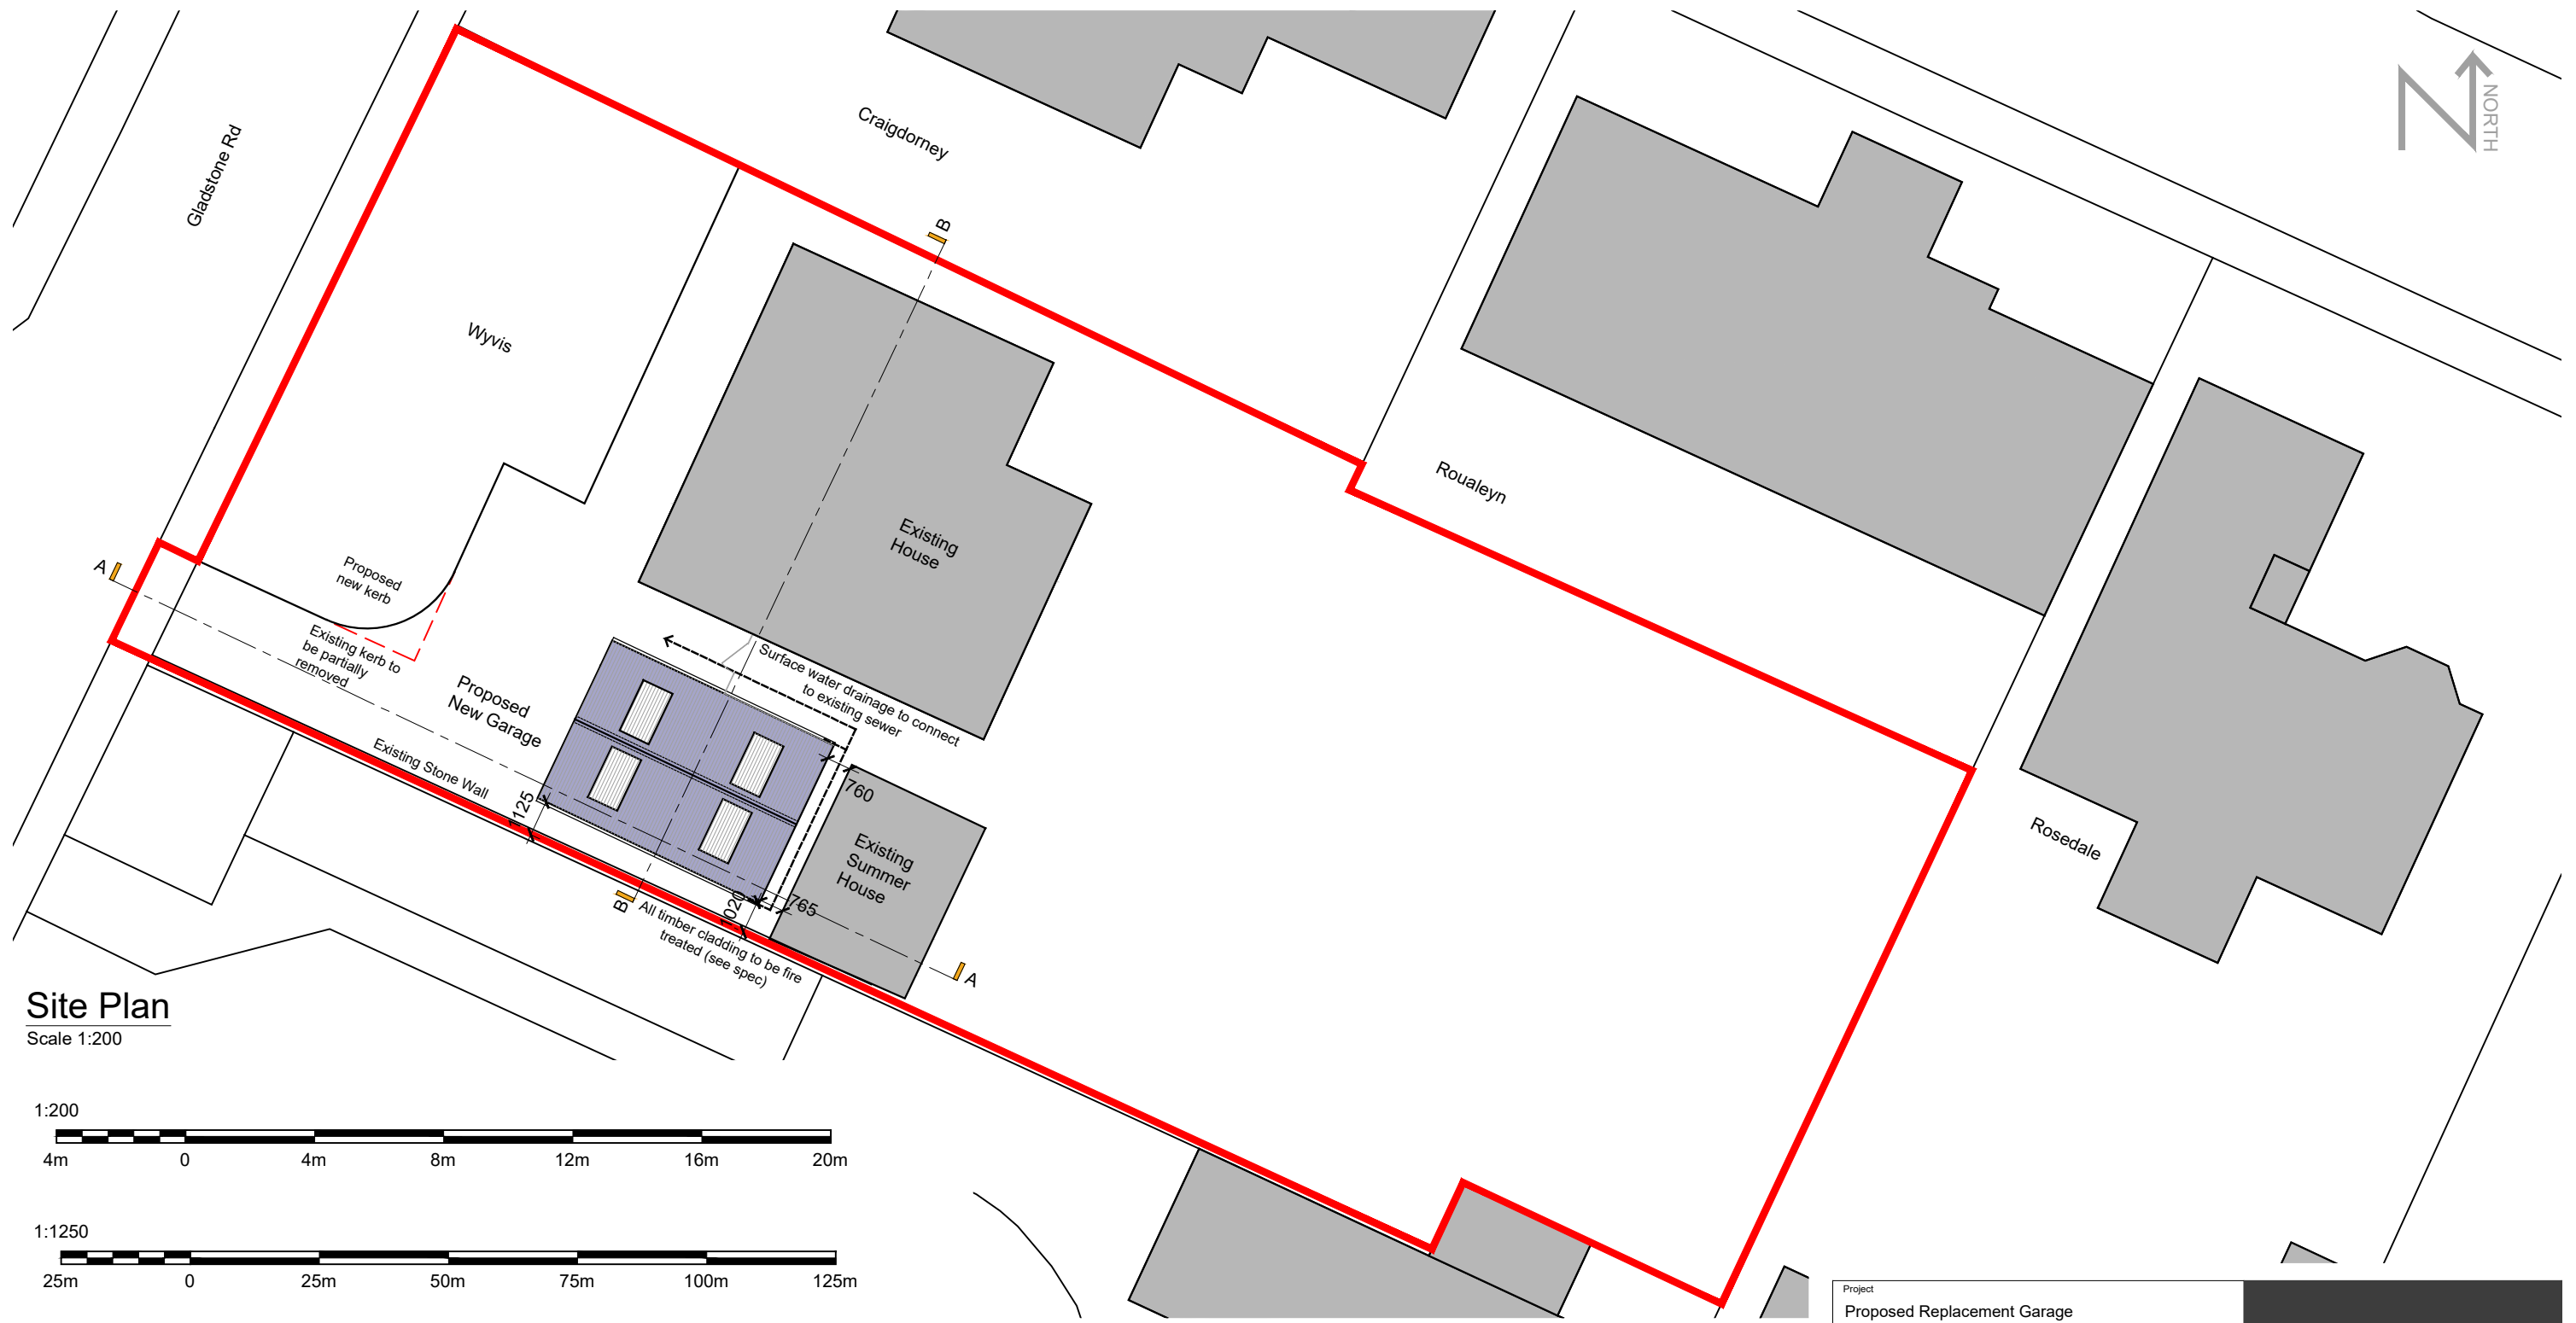 Craigdorney
NORTH
Gladstone Rd
B
Wyvis
Roualeyn
Existing
House
A
Proposed
new kerb
Existing kerb to
be partially
removed
Surface water drainage to connect
to existing sewer
Proposed
New Garage
Existing Stone Wall
760
1125
Existing
Summer
House
Rosedale
765
1020
B
All timber cladding to be fire
treated (see spec)
A
Site Plan
Scale 1:200
1:200
4m 0 4m 8m 12m 16m 20m
1:1250
25m 0 25m 50m 75m 100m 125m
Project
Proposed Replacement Garage